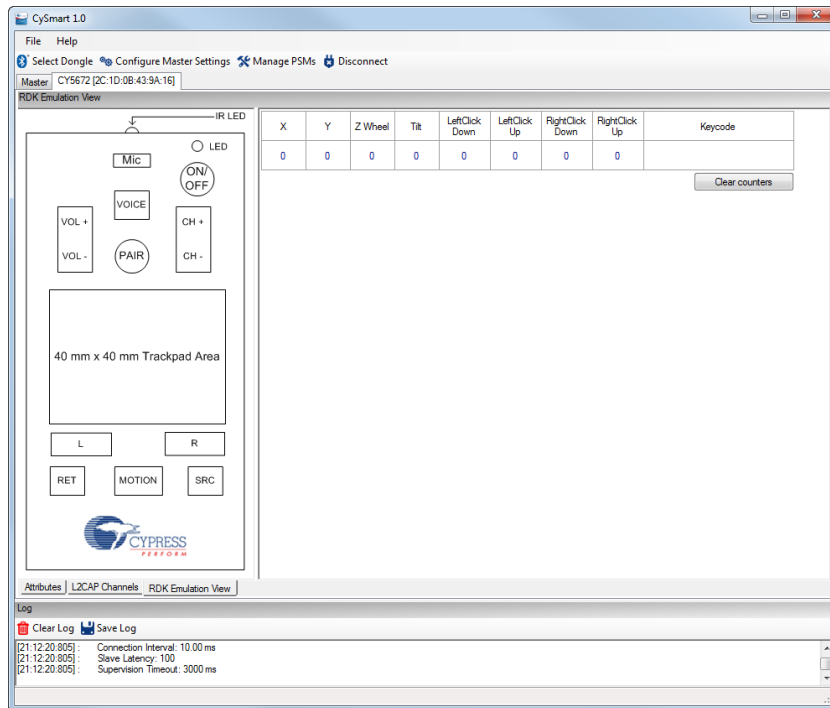 CySmart 1.0
File Help
Select Dongle Configure Master Settings Manage PSMs Disconnect
Master CY5672 [2C:1D:0B:43:9A:16]
RDK Emulation View
IR LED
LED
Mic
ON/
OFF
VOICE
VOL + CH +
VOL - PAIR CH -
40 mm x 40 mm Trackpad Area
L R
RET MOTION SRC
CYPRESS
PERFORM
X Y Z Wheel Tilt LeftClick Down LeftClick Up RightClick Down RightClick Up Keycode
0 0 0 0 0 0 0 0
Clear counters
Attributes L2CAP Channels RDK Emulation View
Log
Clear Log Save Log
[21:12:20:805] : Connection Interval: 10.00 ms
[21:12:20:805] : Slave Latency: 100
[21:12:20:805] : Supervision Timeout: 3000 ms